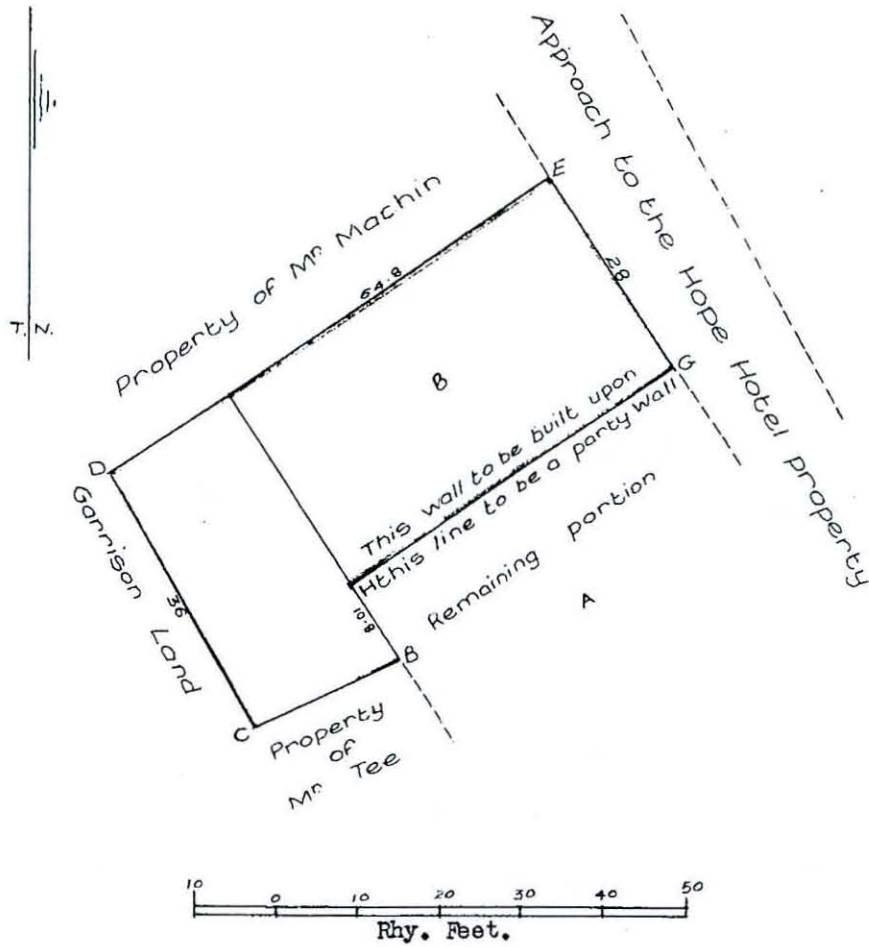 T. N.
Approach to the Hope Hotel property
E
Property of Mr Machin
64.8
28
B
G
D
This wall to be built upon
H this line to be a party wall
Garrison Land
36
10.8
B
Remaining portion
A
C
Property
of
Mr Tee
10 0 10 20 30 40 50
Rhy. Feet.